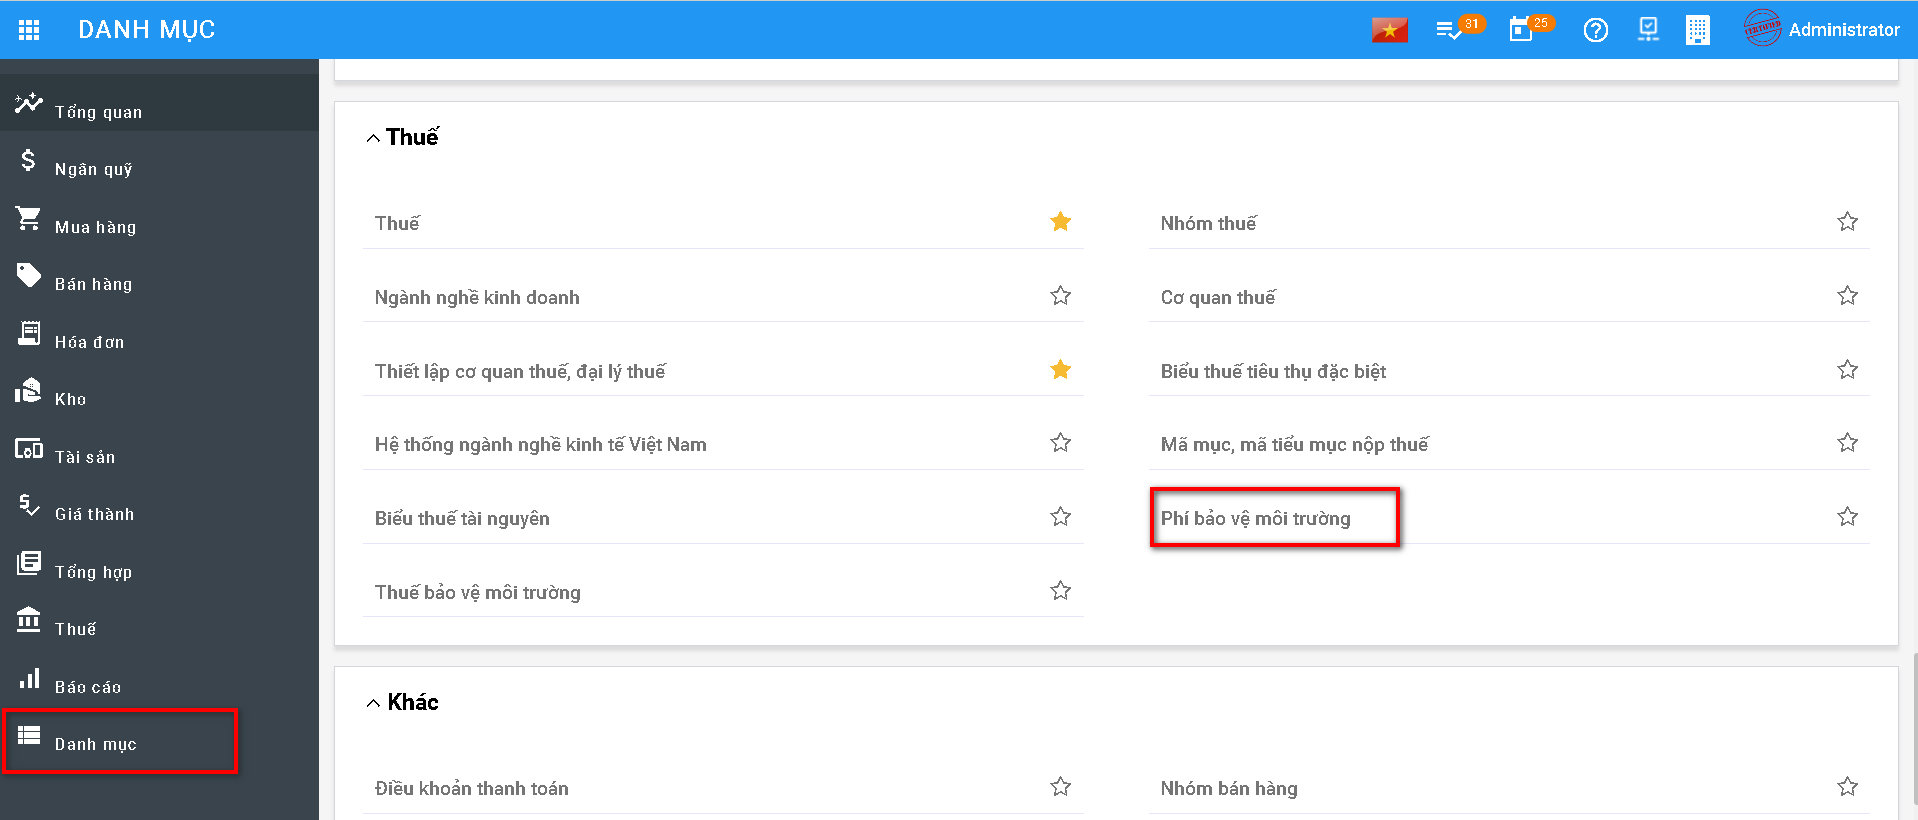 DANH MỤC
31
25
CERTIFIED
Administrator
Tổng quan
Ngân quỹ
Mua hàng
Bán hàng
Hóa đơn
Kho
Tài sản
Giá thành
Tổng hợp
Thuế
Báo cáo
Danh mục
Thuế
Thuế
Nhóm thuế
Ngành nghề kinh doanh
Cơ quan thuế
Thiết lập cơ quan thuế, đại lý thuế
Biểu thuế tiêu thụ đặc biệt
Hệ thống ngành nghề kinh tế Việt Nam
Mã mục, mã tiểu mục nộp thuế
Biểu thuế tài nguyên
Phí bảo vệ môi trường
Thuế bảo vệ môi trường
Khác
Điều khoản thanh toán
Nhóm bán hàng